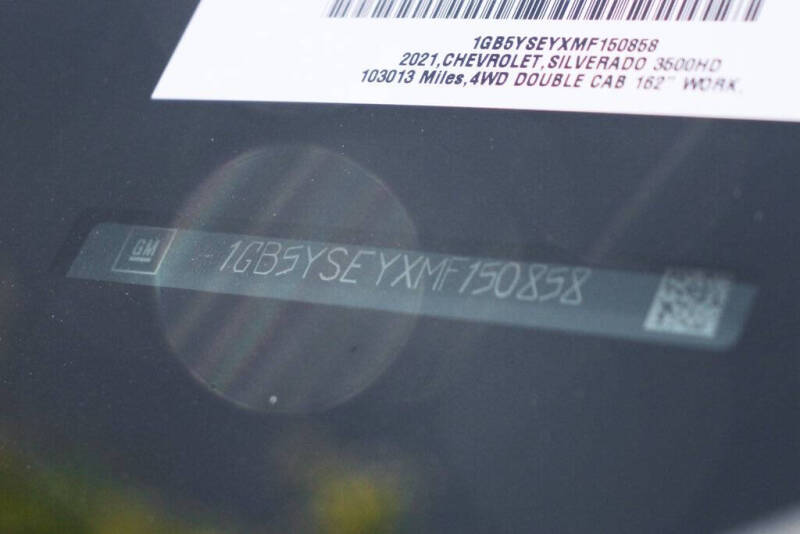 1GB5YSEYXMF150858
2021,CHEVROLET,SILVERADO 3500HD
103013 Miles,4WD DOUBLE CAB 162" WORK.
GM 1GB5YSEYXMF150858